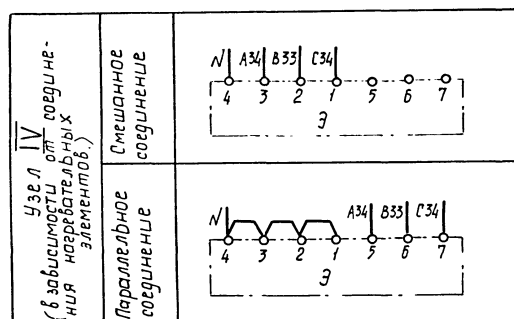 Узел IV
(в зависимости от соедине-
ния нагревательных
элементов.)
Смешанное
соединение
N A34 B33 C34
4 3 2 1 5 6 7
Э
Параллельное
соединение
N A34 B33 C34
4 3 2 1 5 6 7
Э